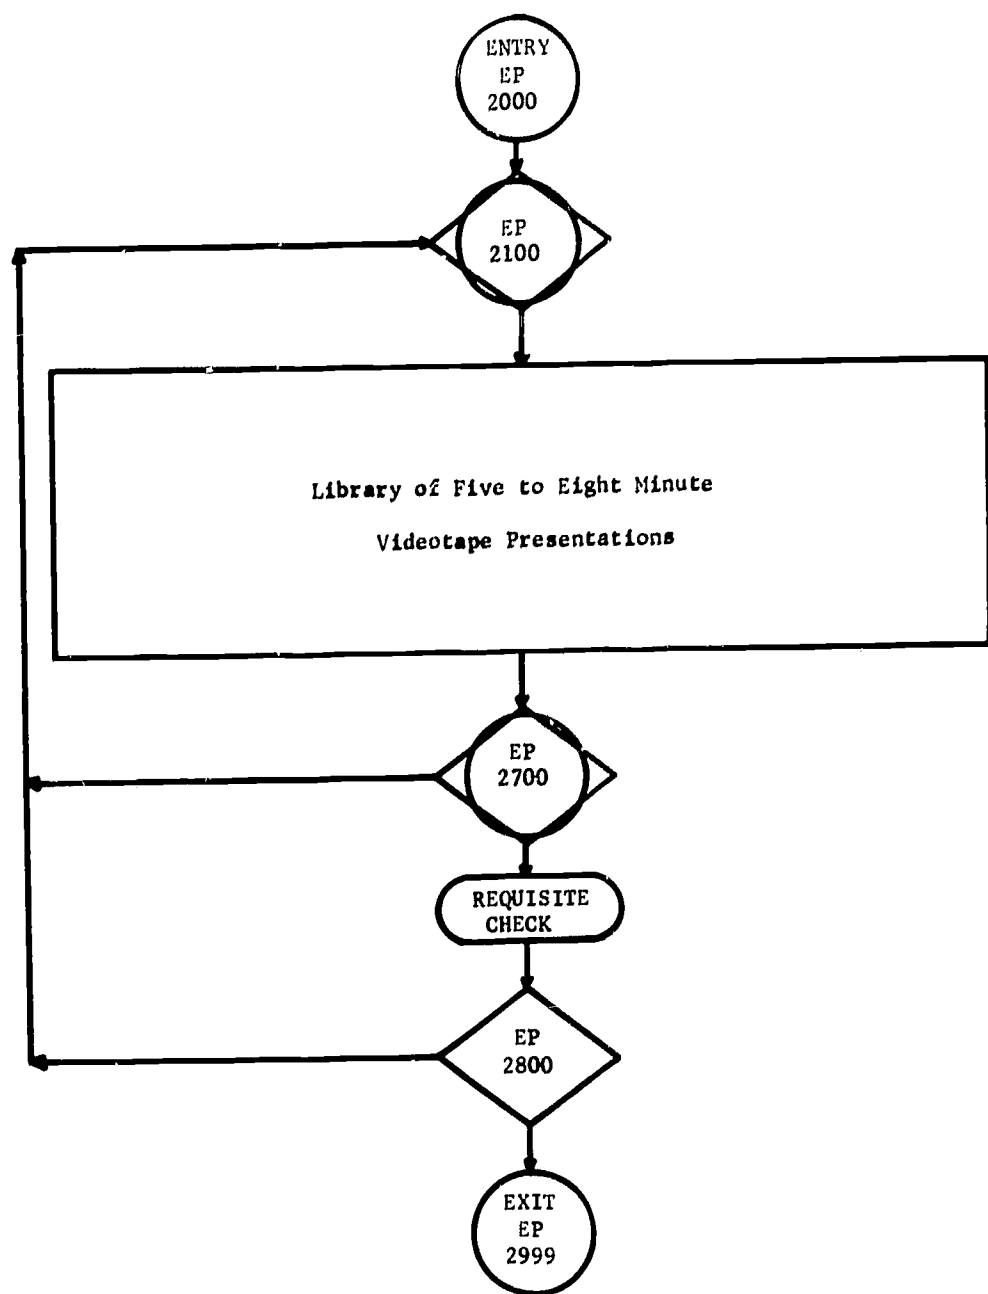 ENTRY
EP
2000
EP
2100
Library of Five to Eight Minute
Videotape Presentations
EP
2700
REQUISITE
CHECK
EP
2800
EXIT
EP
2999